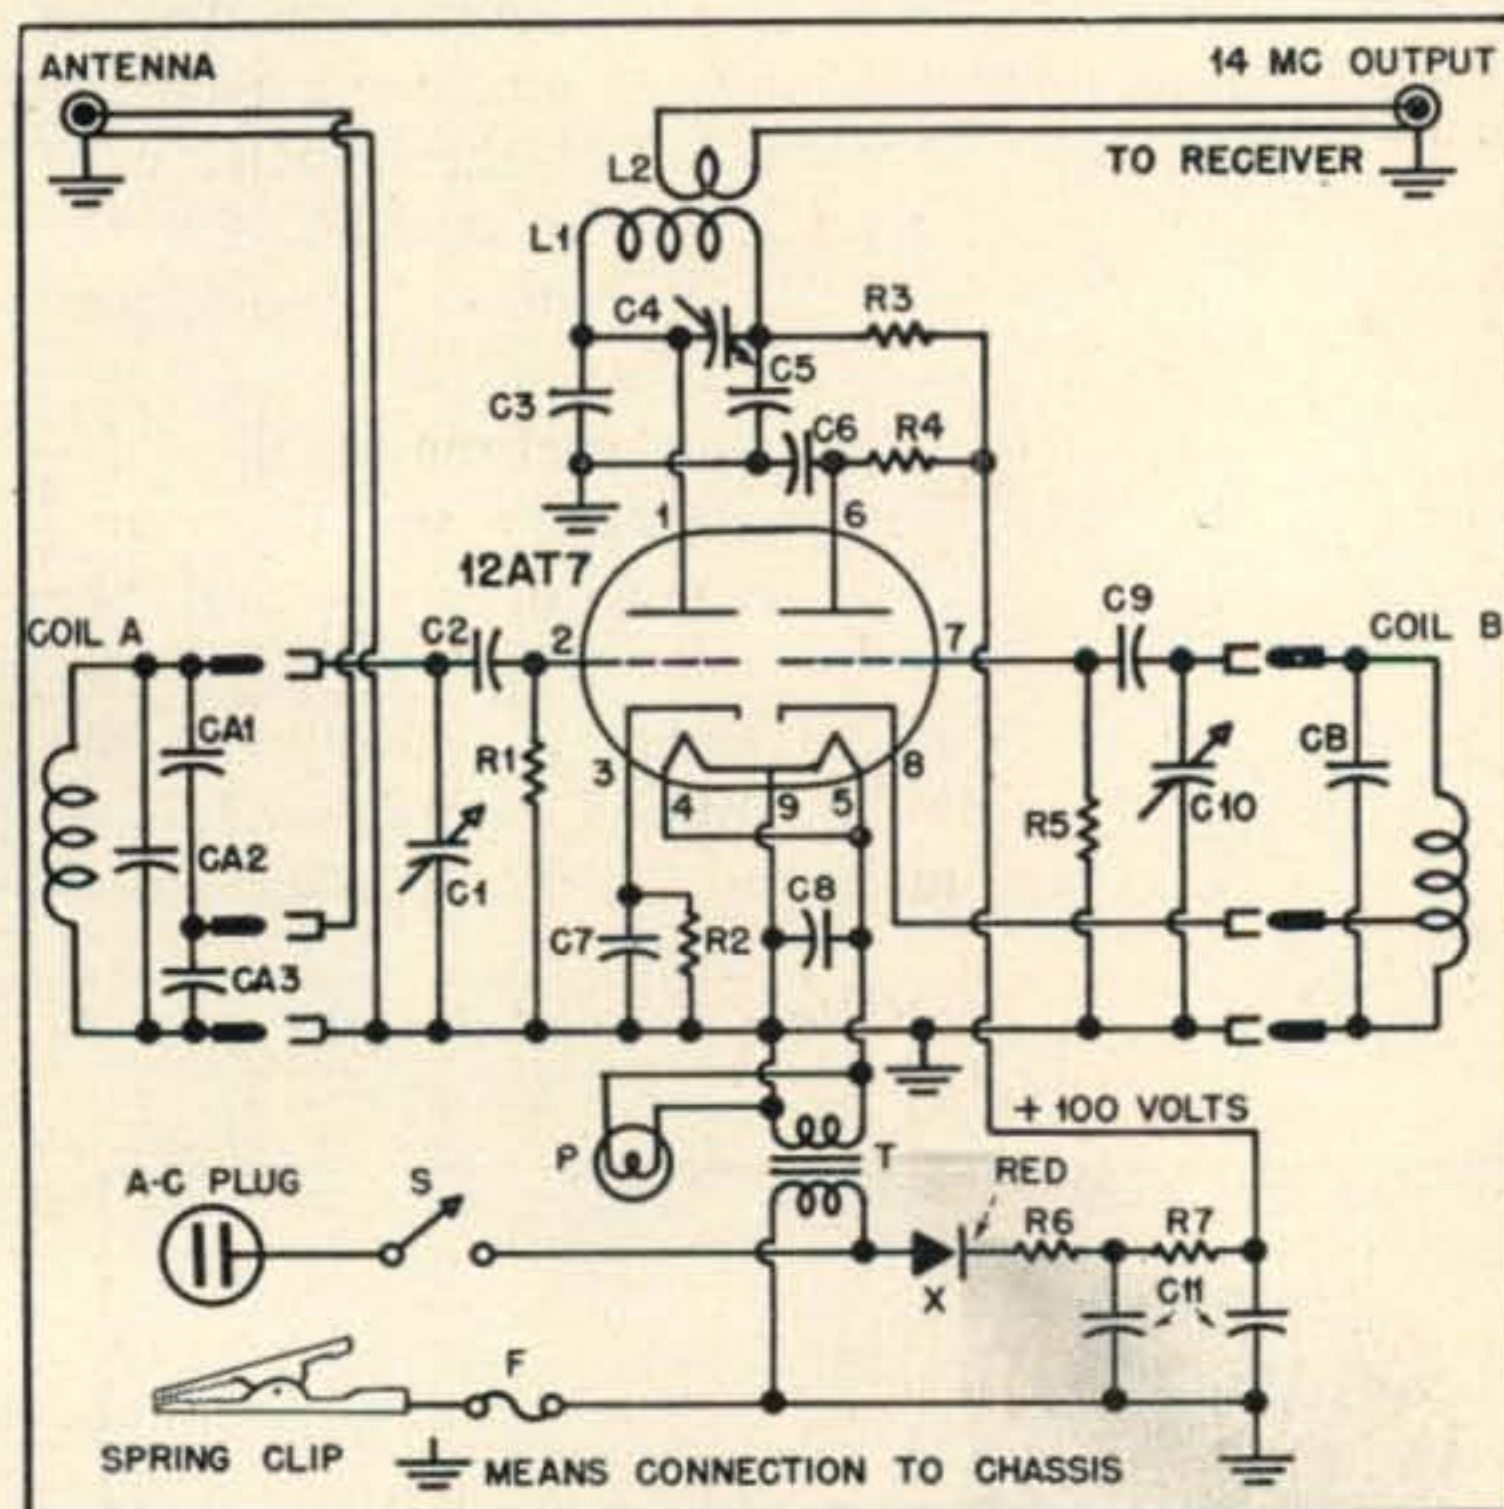 ANTENNA
14 MC OUTPUT
L2
TO RECEIVER
L1
C4
R3
C5
C3
C6
R4
1
6
12AT7
COIL A
C2
2
7
C9
COIL B
CA1
R1
3
8
CB
4
9
5
C10
R5
CA2
C1
C8
C7
R2
CA3
+ 100 VOLTS
P
T
RED
A-C PLUG
S
R6
R7
X
C11
F
SPRING CLIP
MEANS CONNECTION TO CHASSIS